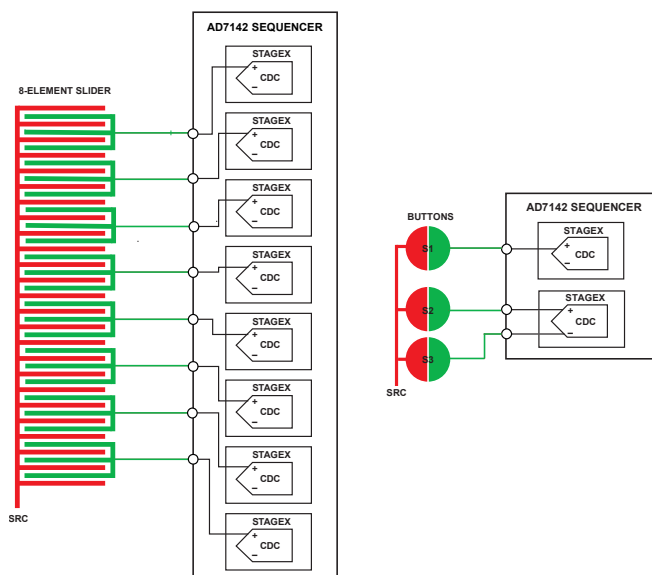 AD7142 SEQUENCER
8-ELEMENT SLIDER
STAGEX
+
CDC
–
STAGEX
+
CDC
–
STAGEX
+
CDC
–
STAGEX
+
CDC
–
STAGEX
+
CDC
–
STAGEX
+
CDC
–
STAGEX
+
CDC
–
STAGEX
+
CDC
–
SRC
AD7142 SEQUENCER
BUTTONS
S1
S2
S3
SRC
STAGEX
+
CDC
–
STAGEX
+
CDC
–